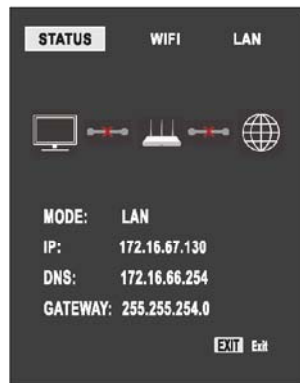 STATUS WIFI LAN
MODE: LAN
IP: 172.16.67.130
DNS: 172.16.66.254
GATEWAY: 255.255.254.0
EXIT Exit